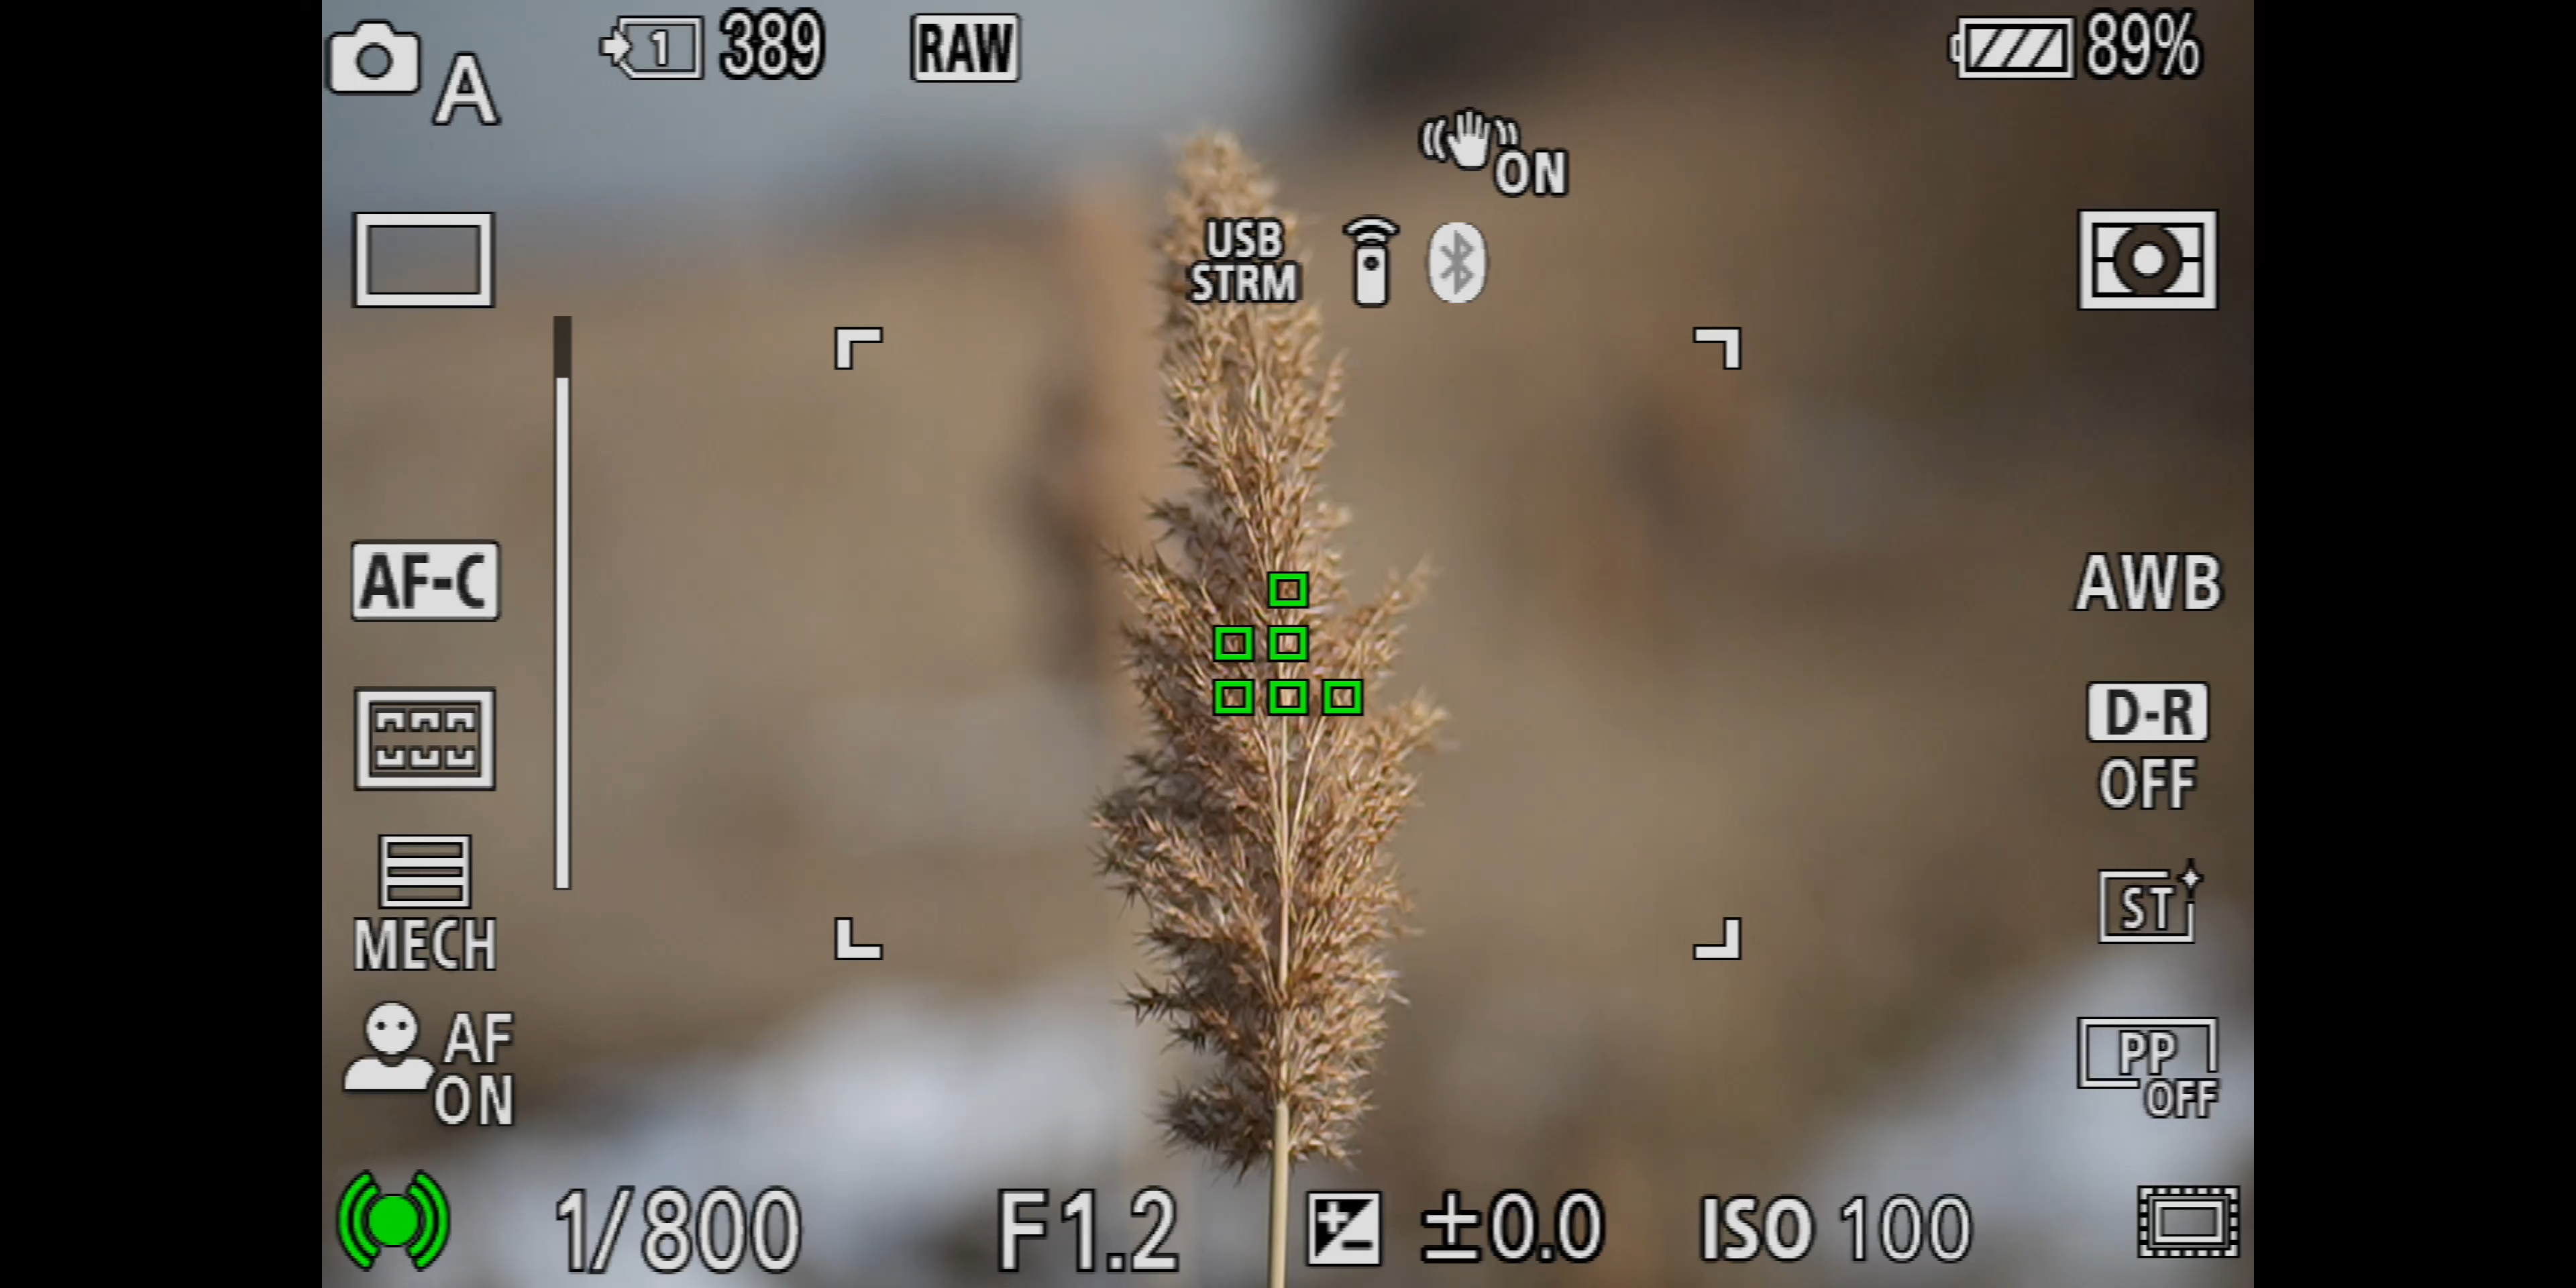 A
1
389
RAW
89%
ON
USB
STRM
AF-C
AWB
D-R
OFF
MECH
ST
AF
ON
PP
OFF
1/800
F1.2
±0.0
ISO 100